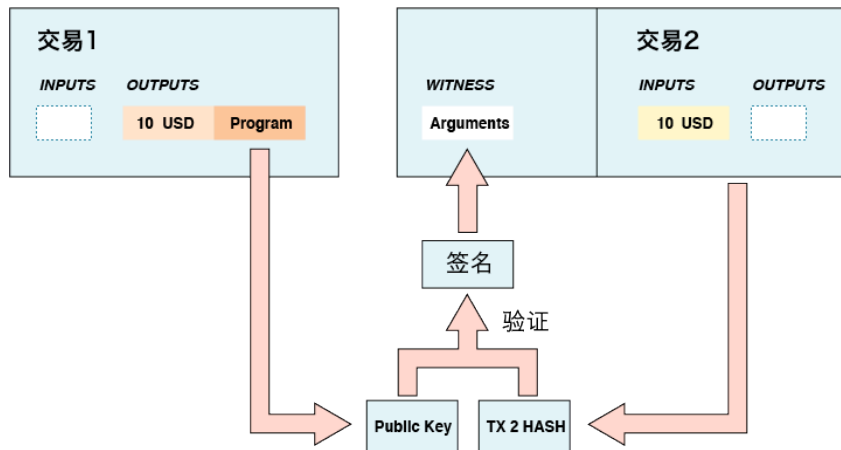 交易1
INPUTS OUTPUTS
10 USD Program
WITNESS
Arguments
交易2
INPUTS OUTPUTS
10 USD
签名
验证
Public Key
TX 2 HASH